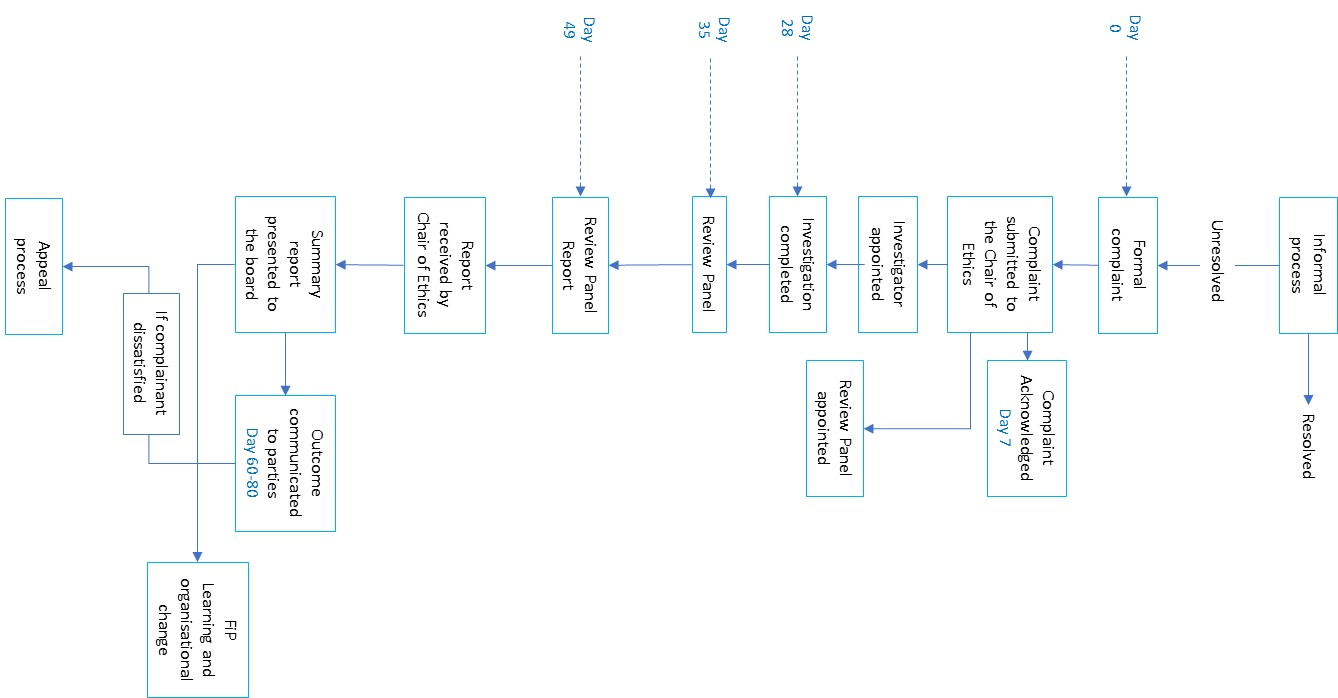 Informal
process
Resolved
Unresolved
Day
0
Formal
complaint
Complaint
submitted to
the Chair of
Ethics
Complaint
Acknowledged
Day 7
Review Panel
appointed
Investigator
appointed
Day
28
Investigation
completed
Day
35
Review Panel
Day
49
Review Panel
Report
Report
received by
Chair of Ethics
Summary
report
presented to
the board
Outcome
communicated
to parties
Day 60-80
FiP
Learning and
organisational
change
If complainant
dissatisfied
Appeal
process